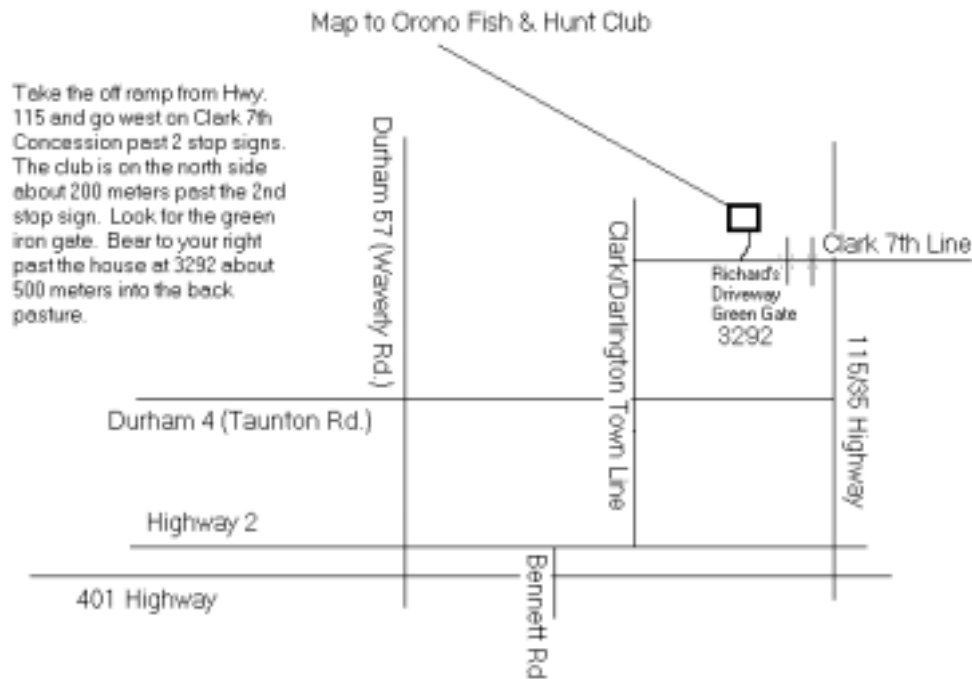 Map to Orono Fish & Hunt Club
Take the off ramp from Hwy.
115 and go west on Clark 7th
Concession past 2 stop signs.
The club is on the north side
about 200 meters past the 2nd
stop sign. Look for the green
iron gate. Bear to your right
past the house at 3292 about
500 meters into the back
pasture.
Durham 57 (Waverly Rd.)
Clark/Darlington Town Line
Clark 7th Line
Richard's
Driveway
Green Gate
3292
115/35 Highway
Durham 4 (Taunton Rd.)
Highway 2
401 Highway
Bennett Rd